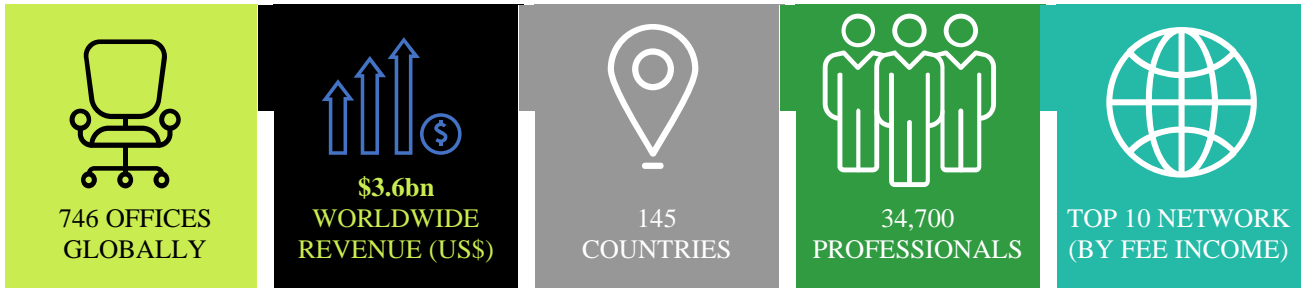 746 OFFICES
GLOBALLY
$
$3.6bn
WORLDWIDE
REVENUE (US$)
145
COUNTRIES
34,700
PROFESSIONALS
TOP 10 NETWORK
(BY FEE INCOME)